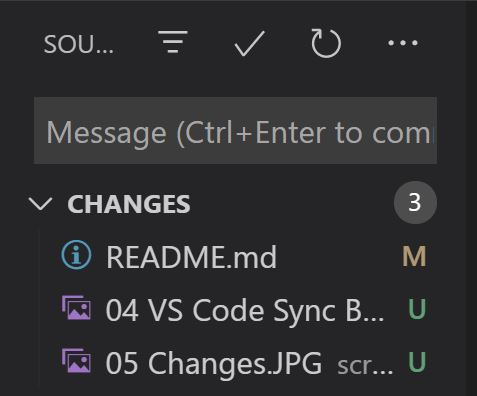 SOU...
Message (Ctrl+Enter to com
CHANGES 3
README.md M
04 VS Code Sync B... U
05 Changes.JPG scr... U